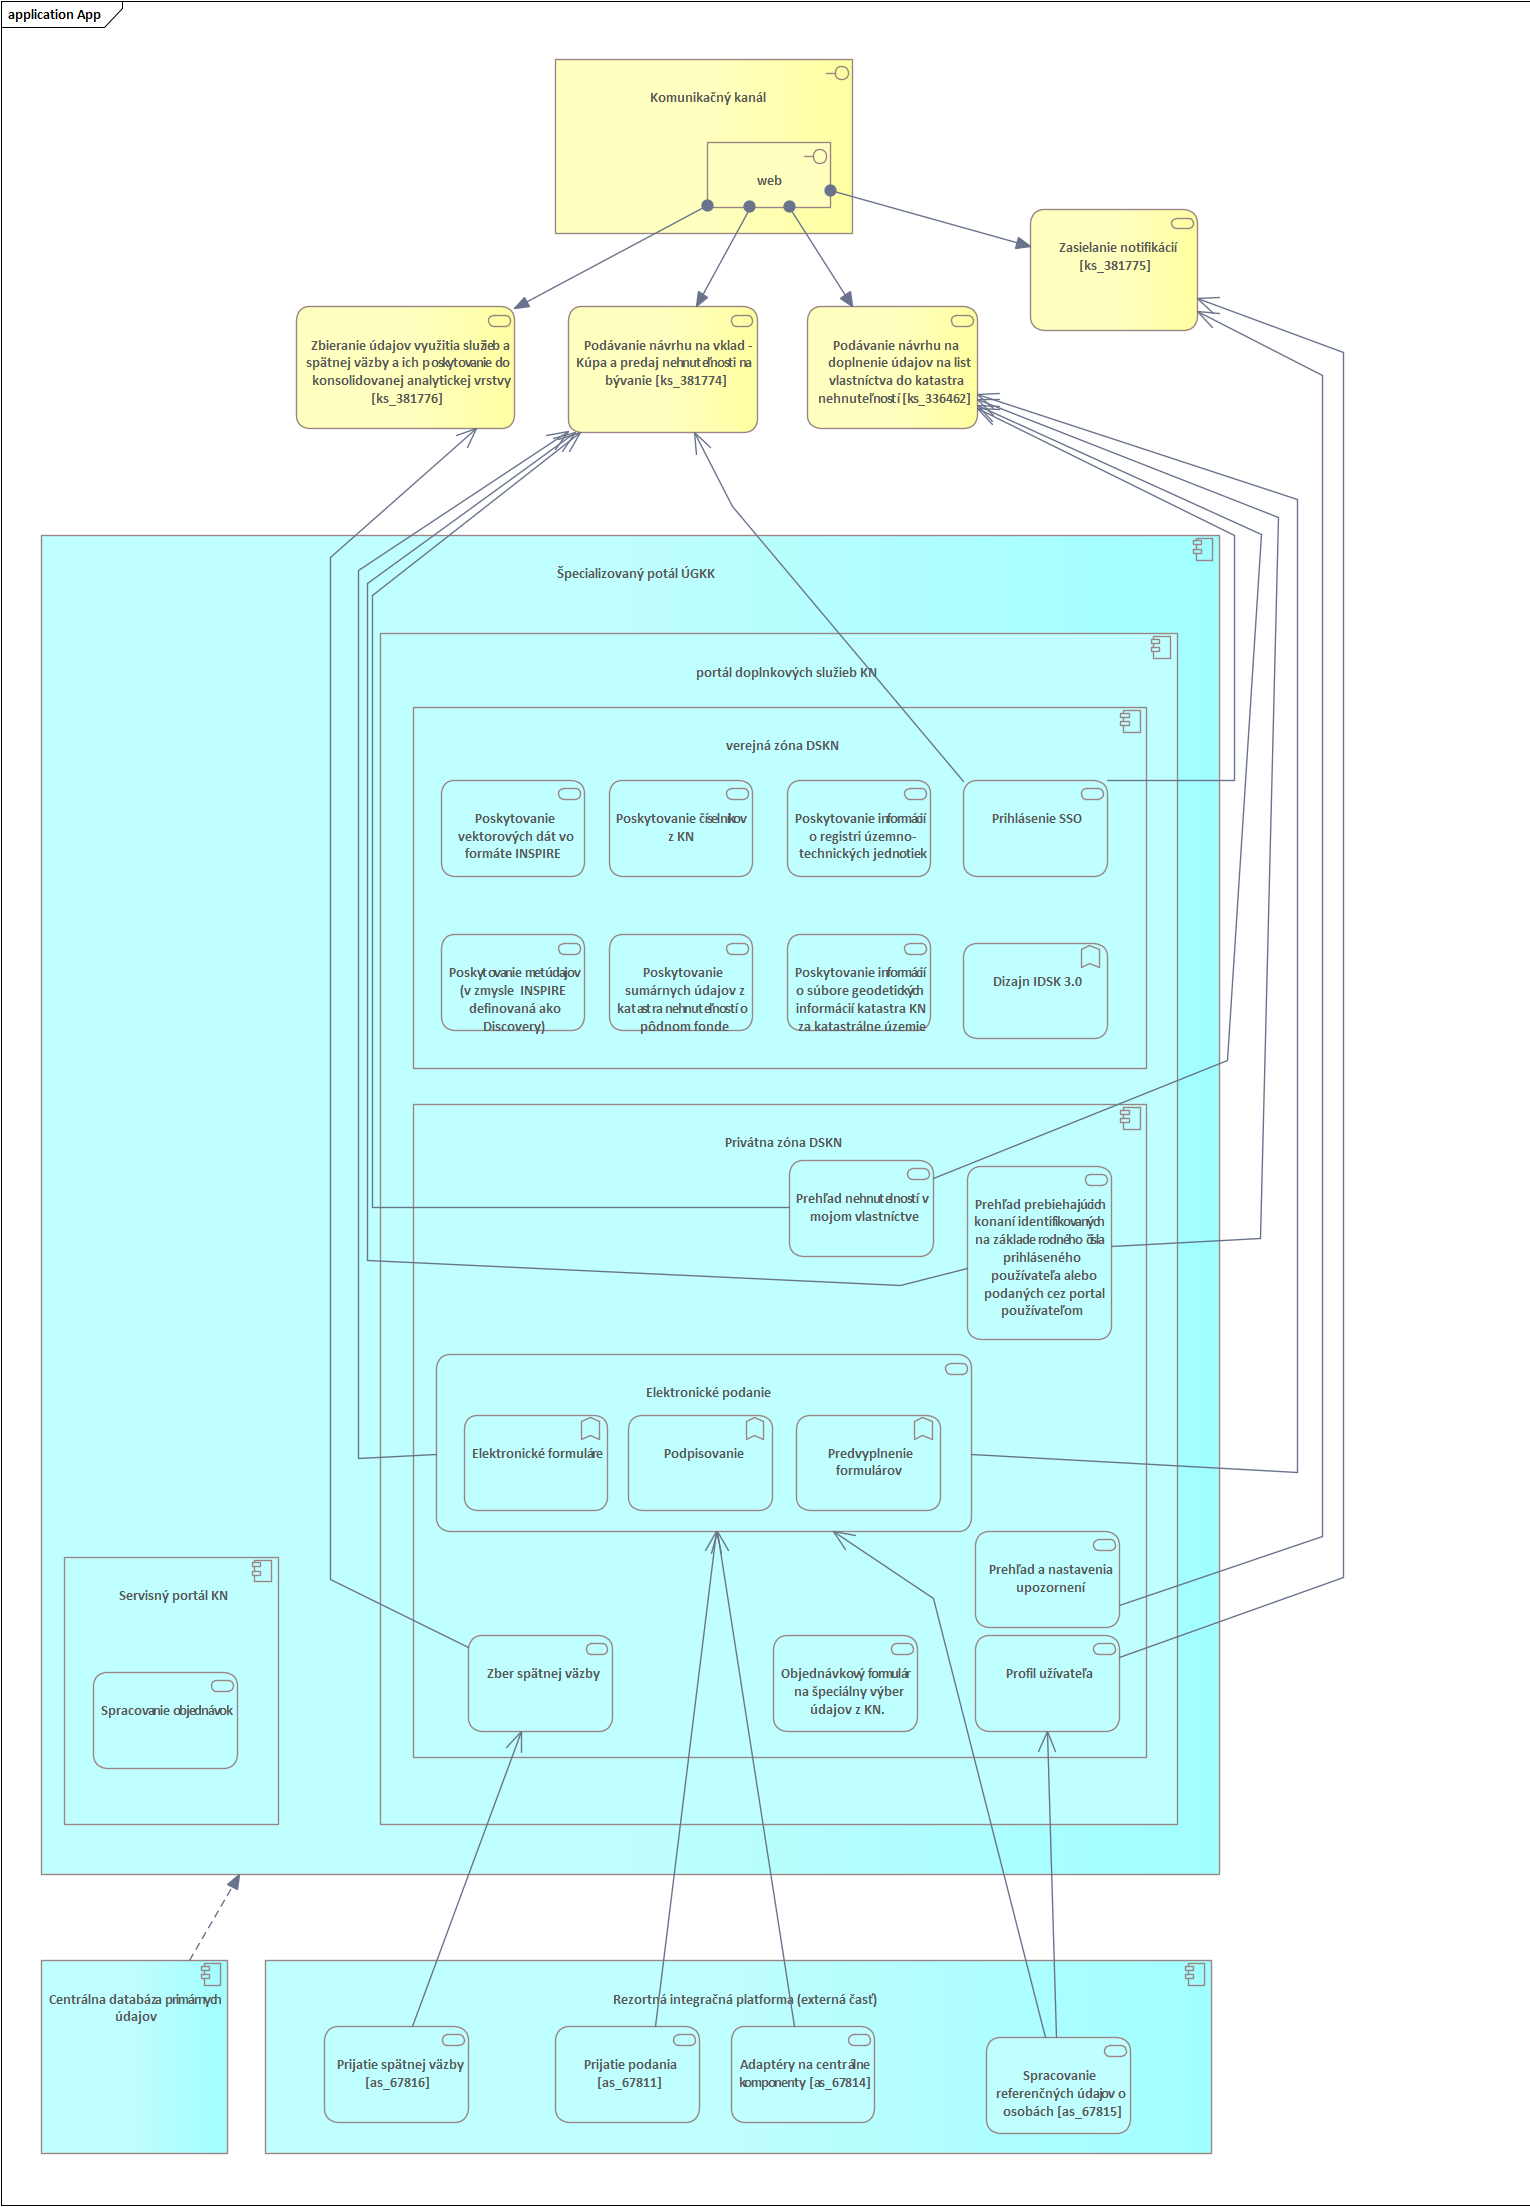 application App
Komunikačný kanál
web
Zasielanie notifikácií
[ks_381775]
Zbieranie údajov využitia služieb a
spätnej väzby a ich poskytovanie do
konsolidovanej analytickej vrstvy
[ks_381776]
Podávanie návrhu na vklad -
Kúpa a predaj nehnuteľnosti na
bývanie [ks_381774]
Podávanie návrhu na
doplnenie údajov na list
vlastníctva do katastra
nehnuteľností [ks_336462]
Špecializovaný potál ÚGKK
portál doplnkových služieb KN
verejná zóna DSKN
Poskytovanie
vektorových dát vo
formáte INSPIRE
Poskytovanie číselníkov
z KN
Poskytovanie informácií
o registri územno-
technických jednotiek
Prihlásenie SSO
Poskytovanie metúdajov
(v zmysle INSPIRE
definovaná ako
Discovery)
Poskytovanie
sumárnych údajov z
katastra nehnuteľností o
pôdnom fonde
Poskytovanie informácií
o súbore geodetických
informácií katastra KN
za katastrálne územie
Dizajn IDSK 3.0
Privátna zóna DSKN
Prehľad nehnuteľností v
mojom vlastníctve
Prehľad prebiehajúcich
konaní identifikovaných
na základe rodného čísla
prihláseného
používateľa alebo
podaných cez portal
používateľom
Elektronické podanie
Elektronické formuláre
Podpisovanie
Predvyplnenie
formulárov
Prehľad a nastavenia
upozornení
Servisný portál KN
Spracovanie objednávok
Zber spätnej väzby
Objednávkový formulár
na špeciálny výber
údajov z KN.
Profil užívateľa
Centrálna databáza primárnych
údajov
Rezortná integračná platforma (externá časť)
Prijatie spätnej väzby
[as_67816]
Prijatie podania
[as_67811]
Adaptéry na centrálne
komponenty [as_67814]
Spracovanie
referenčných údajov o
osobách [as_67815]